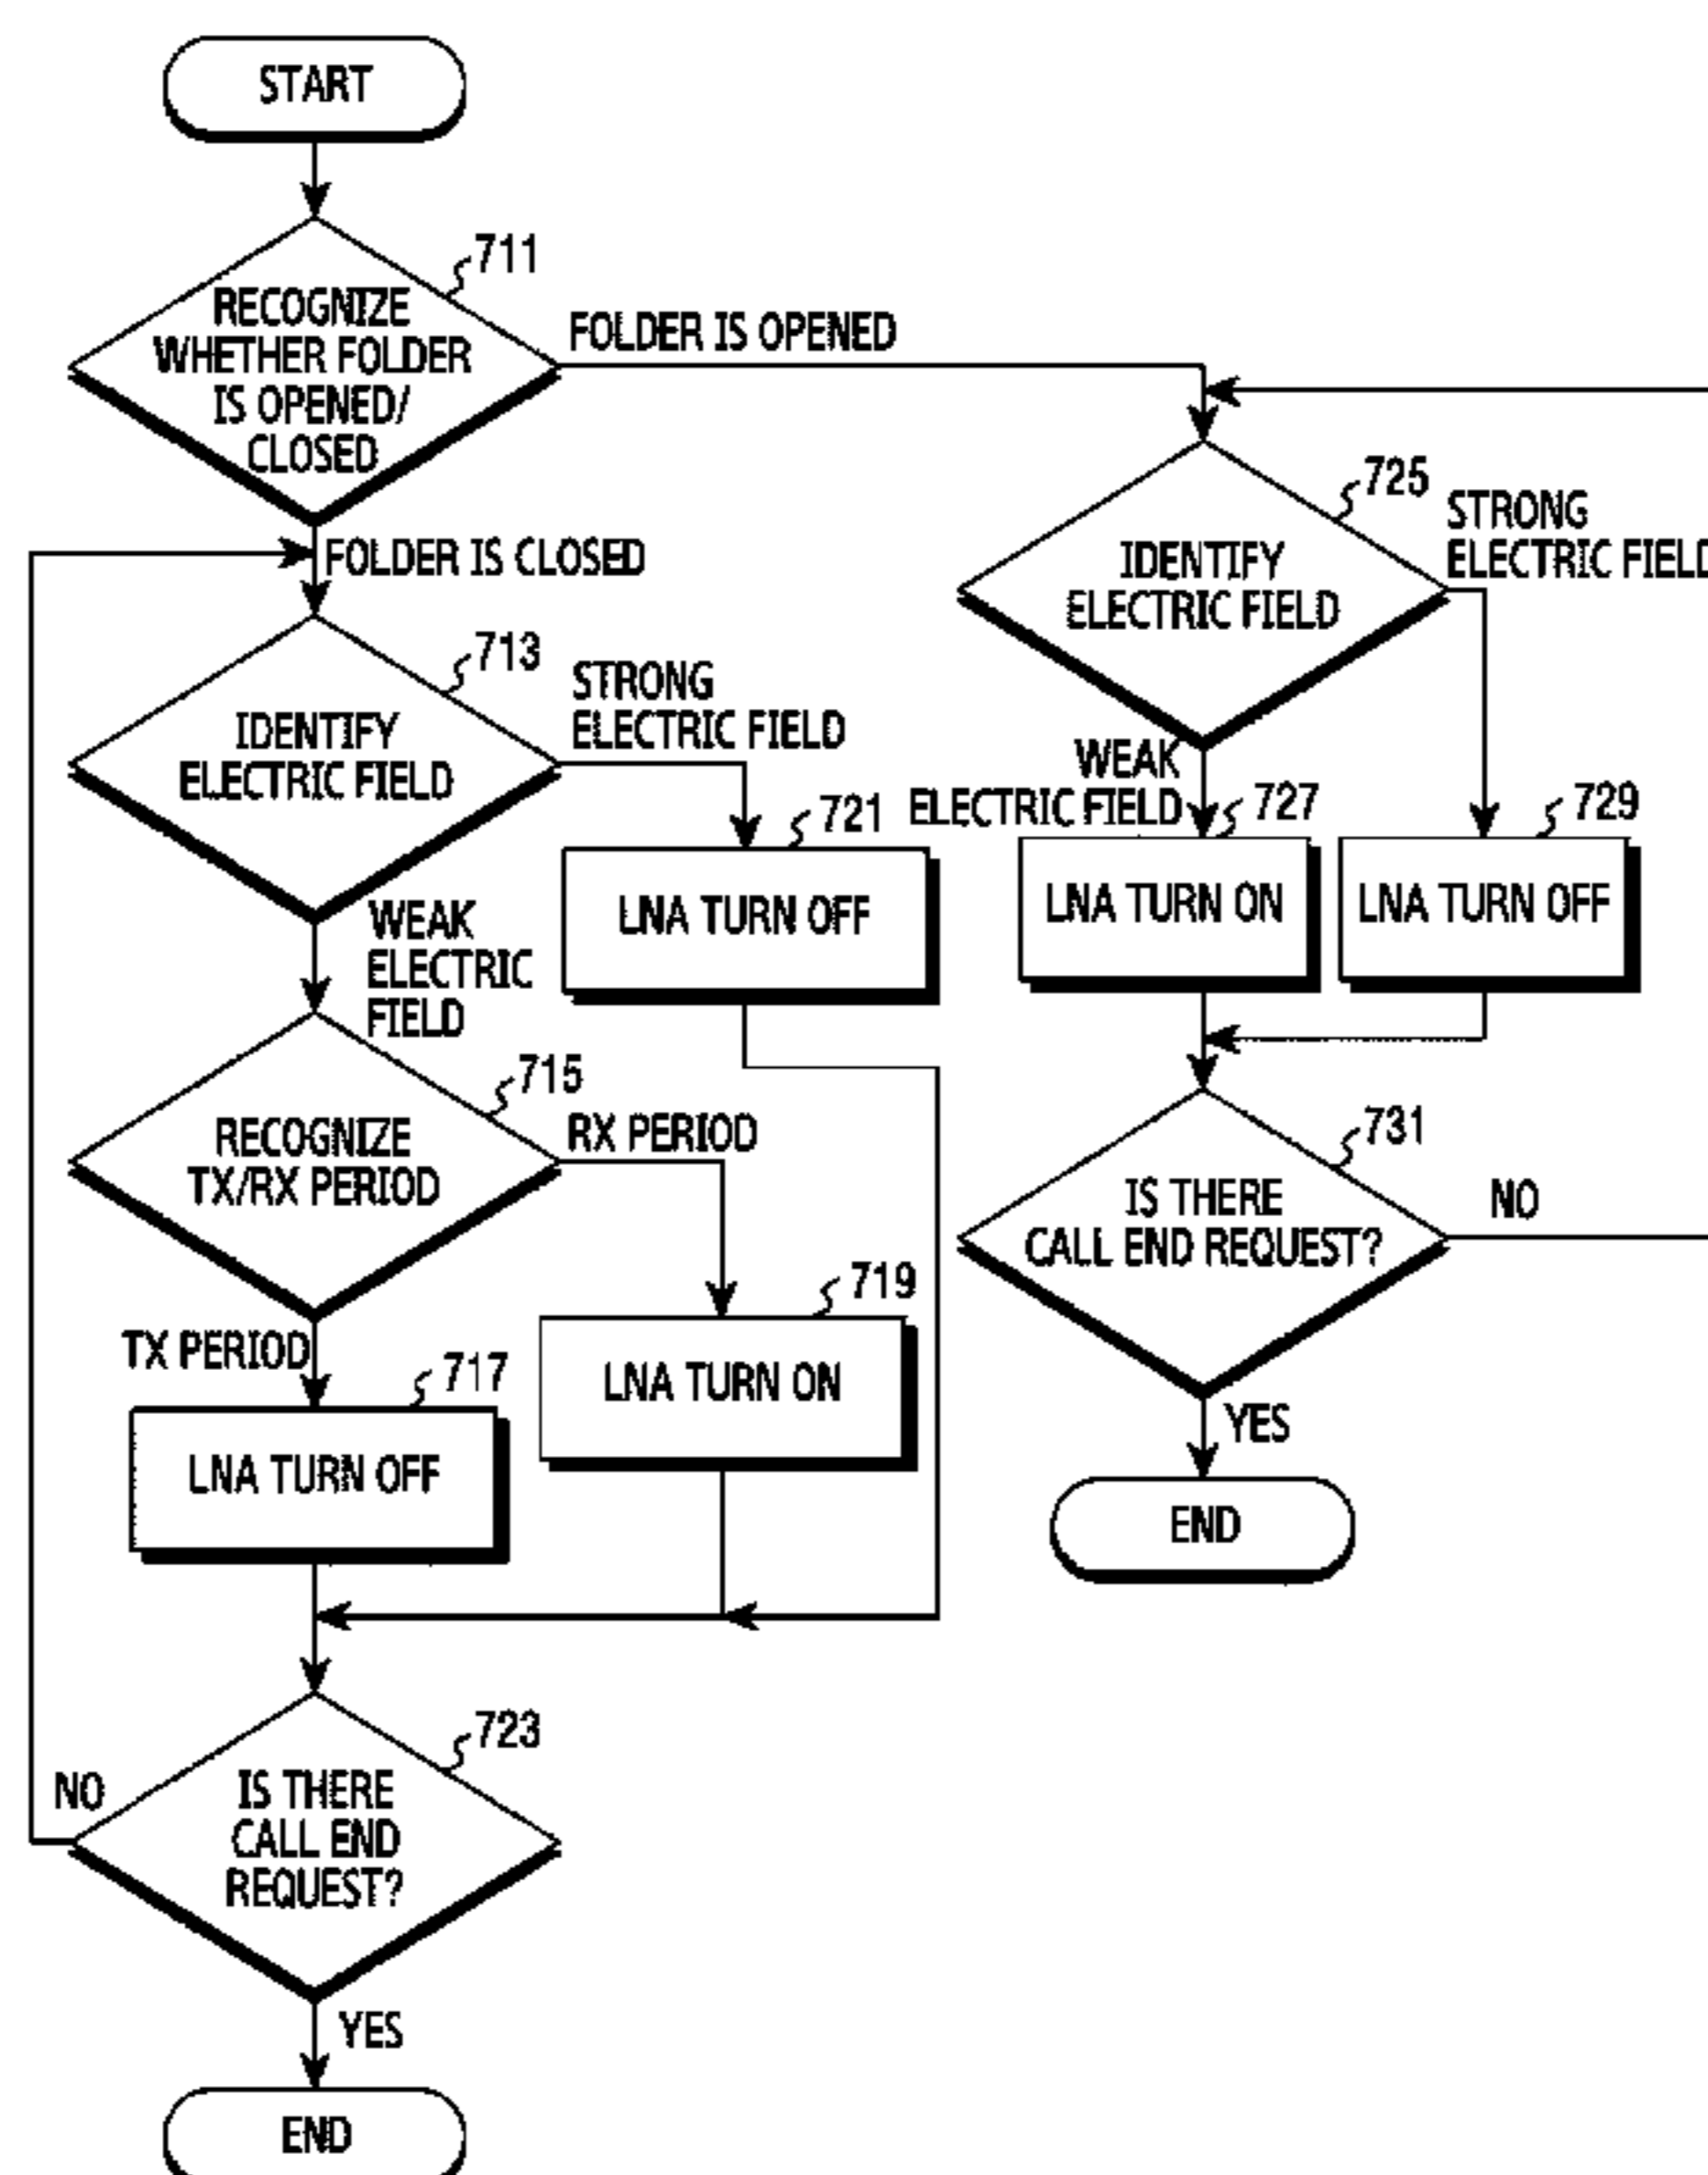 START
711
RECOGNIZE
WHETHER FOLDER
IS OPENED/
CLOSED
FOLDER IS OPENED
FOLDER IS CLOSED
713
IDENTIFY
ELECTRIC FIELD
STRONG
ELECTRIC FIELD
721
LNA TURN OFF
WEAK
ELECTRIC
FIELD
715
RECOGNIZE
TX/RX PERIOD
RX PERIOD
719
LNA TURN ON
TX PERIOD
717
LNA TURN OFF
723
IS THERE
CALL END
REQUEST?
NO
YES
END
725
IDENTIFY
ELECTRIC FIELD
STRONG
ELECTRIC FIELD
WEAK
ELECTRIC FIELD
727
LNA TURN ON
729
LNA TURN OFF
731
IS THERE
CALL END REQUEST?
NO
YES
END